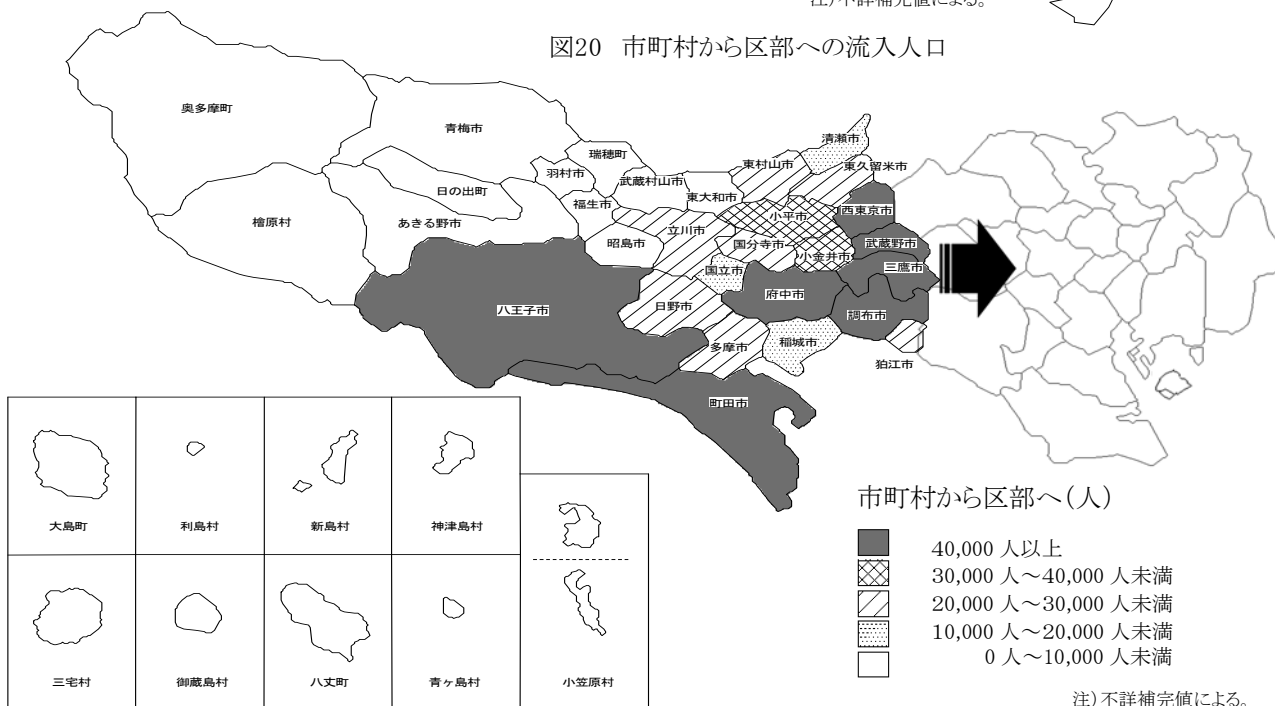 注)不詳補完値による。
図20 市町村から区部への流入人口
奥多摩町
青梅市
清瀬市
瑞穂町
東村山市
東久留米市
羽村市
武蔵村山市
日の出町
東大和市
福生市
西東京市
小平市
檜原村
あきる野市
立川市
昭島市
国分寺市
武蔵野市
小金井市
三鷹市
国立市
府中市
八王子市
日野市
調布市
多摩市
稲城市
狛江市
町田市
大島町
利島村
新島村
神津島村
三宅村
御蔵島村
八丈町
青ヶ島村
小笠原村
市町村から区部へ(人)
40,000 人以上
30,000 人～40,000 人未満
20,000 人～30,000 人未満
10,000 人～20,000 人未満
0 人～10,000 人未満
注)不詳補完値による。